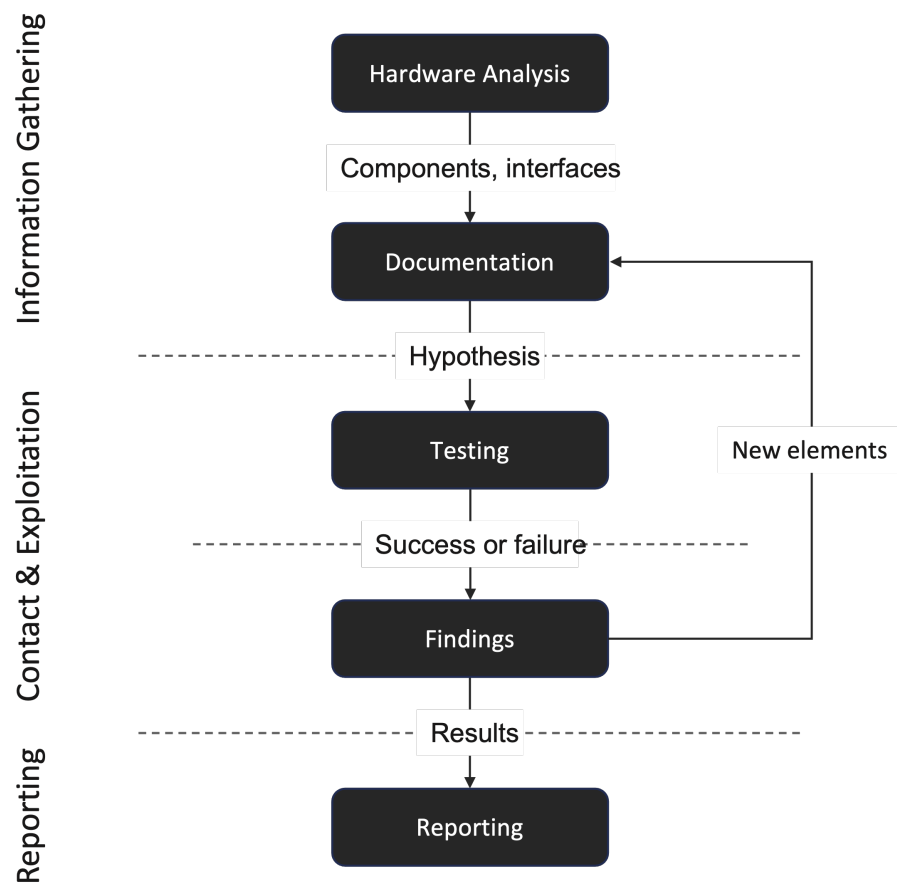 Information Gathering
Hardware Analysis
Components, interfaces
Documentation
Hypothesis
Contact & Exploitation
Testing
New elements
Success or failure
Findings
Results
Reporting
Reporting